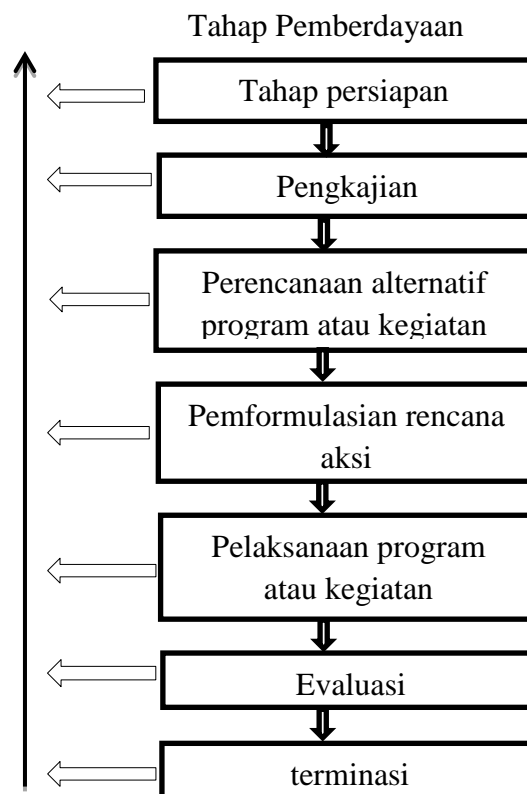 Tahap Pemberdayaan
Tahap persiapan
Pengkajian
Perencanaan alternatif
program atau kegiatan
Pemformulasian rencana
aksi
Pelaksanaan program
atau kegiatan
Evaluasi
terminasi